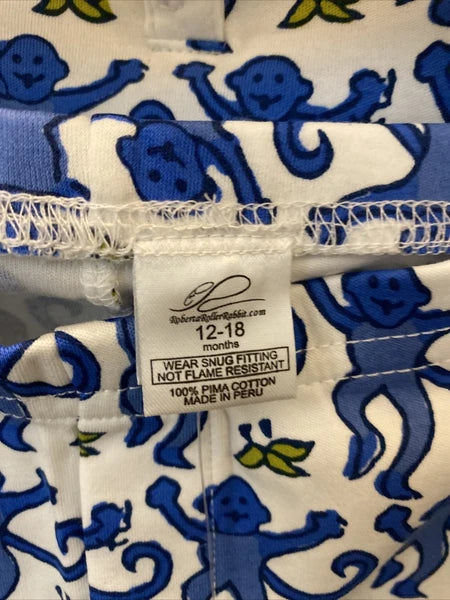 RobertaRollerRabbit.com
12-18
months
WEAR SNUG FITTING
NOT FLAME RESISTANT
100% PIMA COTTON
MADE IN PERU